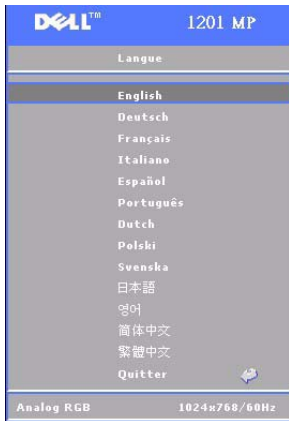 DELL™ 1201 MP
Langue
English
Deutsch
Français
Italiano
Español
Português
Dutch
Polski
Svenska
日本語
영어
简体中文
繁體中文
Quitter
Analog RGB 1024x768/60Hz